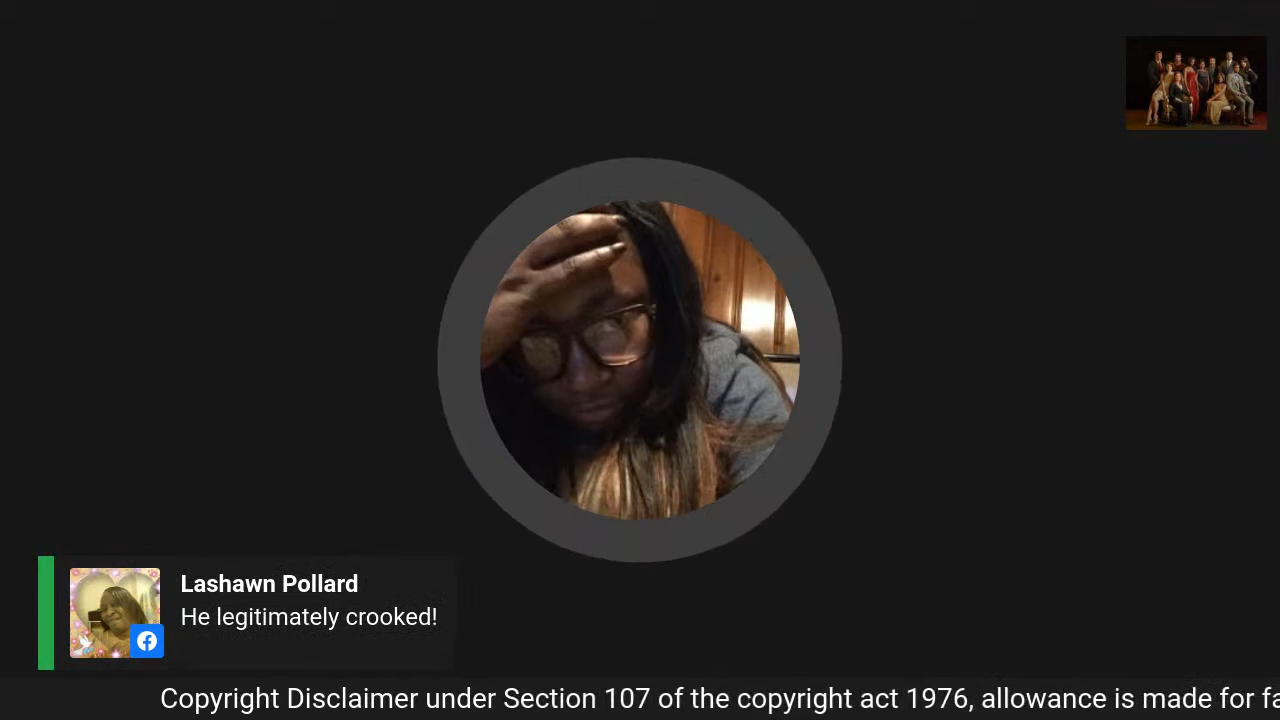 Lashawn Pollard
He legitimately crooked!
Copyright Disclaimer under Section 107 of the copyright act 1976, allowance is made for fa